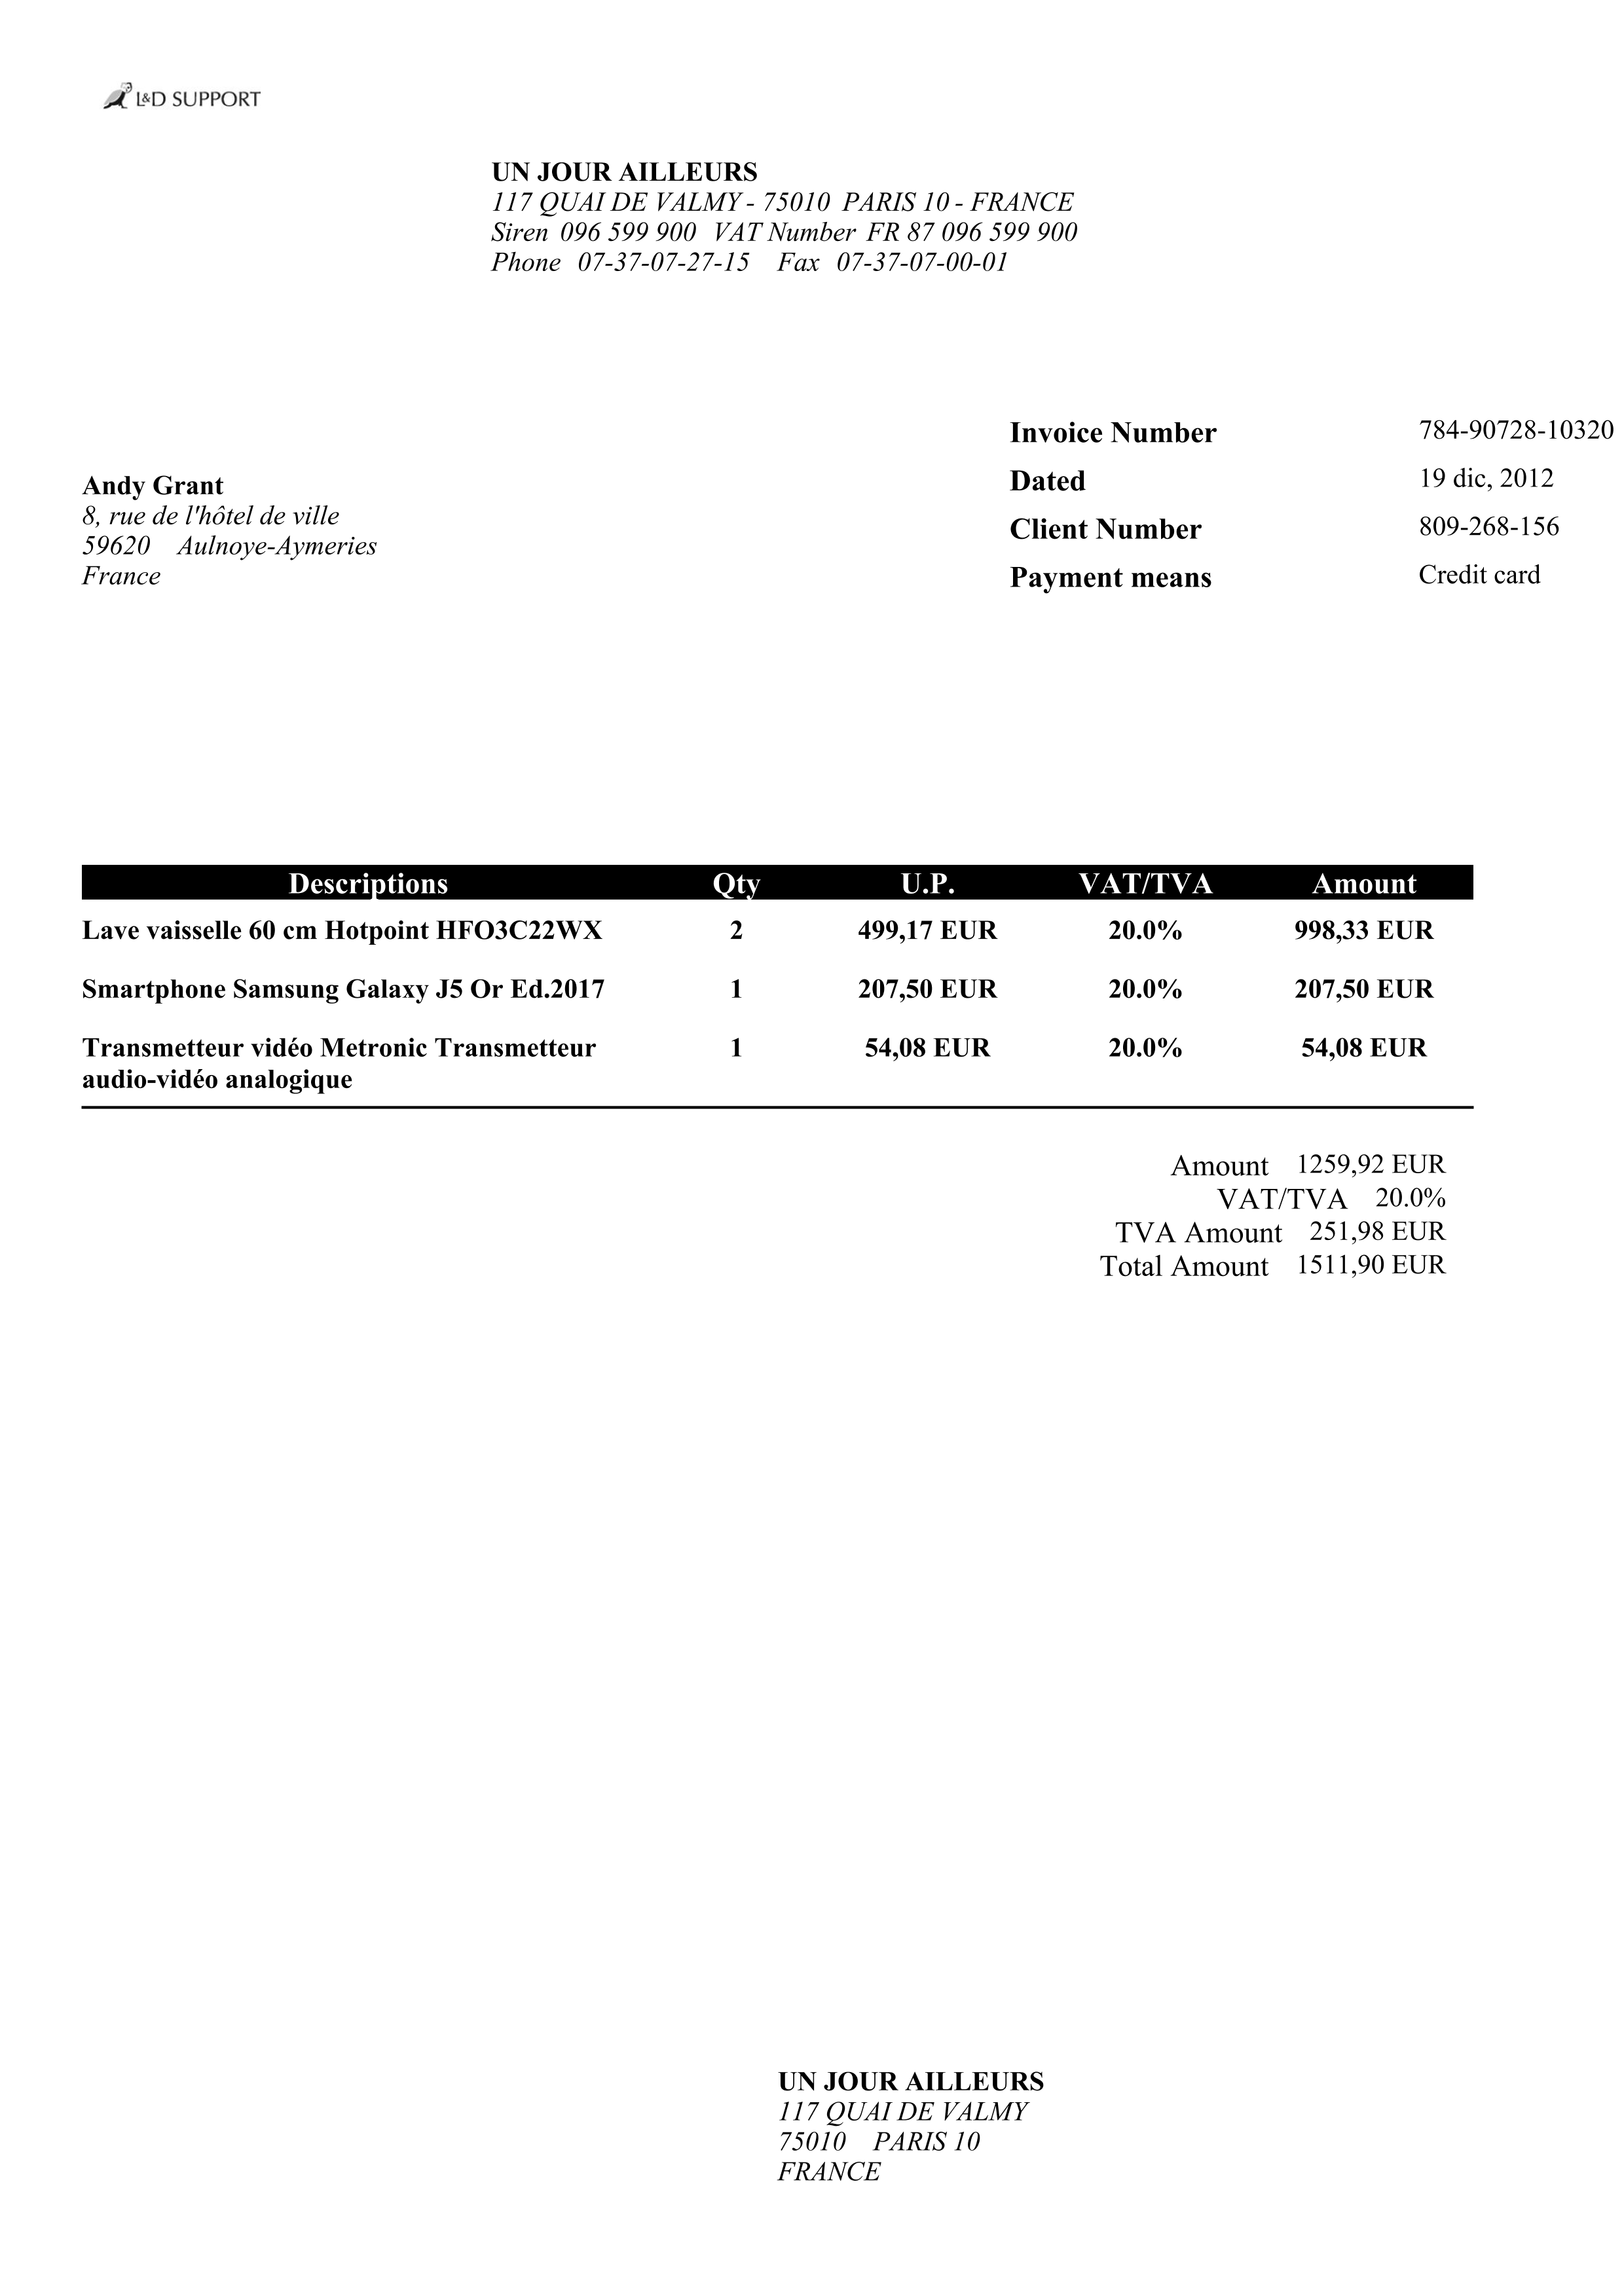 L&D SUPPORT
UN JOUR AILLEURS
117 QUAI DE VALMY - 75010 PARIS 10 - FRANCE
Siren 096 599 900 VAT Number FR 87 096 599 900
Phone 07-37-07-27-15 Fax 07-37-07-00-01
Invoice Number 784-90728-10320
Dated 19 dic, 2012
Client Number 809-268-156
Payment means Credit card
Andy Grant
8, rue de l'hôtel de ville
59620 Aulnoye-Aymeries
France
Descriptions Qty U.P. VAT/TVA Amount
Lave vaisselle 60 cm Hotpoint HFO3C22WX 2 499,17 EUR 20.0% 998,33 EUR
Smartphone Samsung Galaxy J5 Or Ed.2017 1 207,50 EUR 20.0% 207,50 EUR
Transmetteur vidéo Metronic Transmetteur 1 54,08 EUR 20.0% 54,08 EUR
audio-vidéo analogique
Amount 1259,92 EUR
VAT/TVA 20.0%
TVA Amount 251,98 EUR
Total Amount 1511,90 EUR
UN JOUR AILLEURS
117 QUAI DE VALMY
75010 PARIS 10
FRANCE